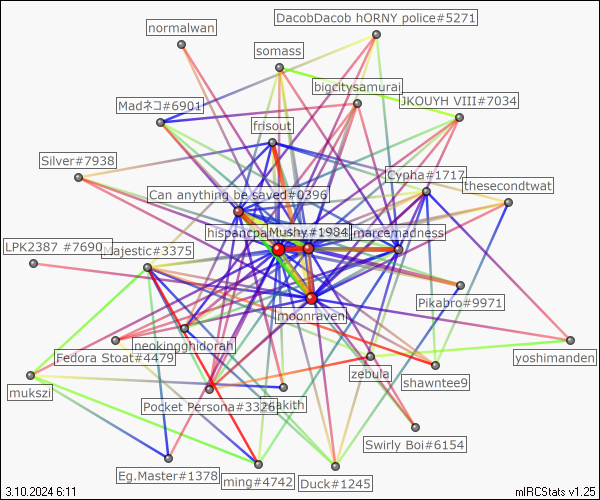 DacobDacob hORNY police#5271
normalwan
somass
bigcitysamurai
JKOUYH VIII#7034
Madネコ#6901
frisout
Silver#7938
Cypha#1717
thesecondtwat
Can anything be saved#0396
hispancpain
Mushy#1984
marcemadness
LPK2387 #7690
Majestic#3375
Pikabro#9971
moonraven
neokingghidorah
yoshimanden
Fedora Stoat#4479
zebula
shawntee9
mukszi
Pocket Persona#3326
Swirly Boi#6154
Eg.Master#1378
ming#4742
Duck#1245
3.10.2024 6:11
mIRCStats v1.25